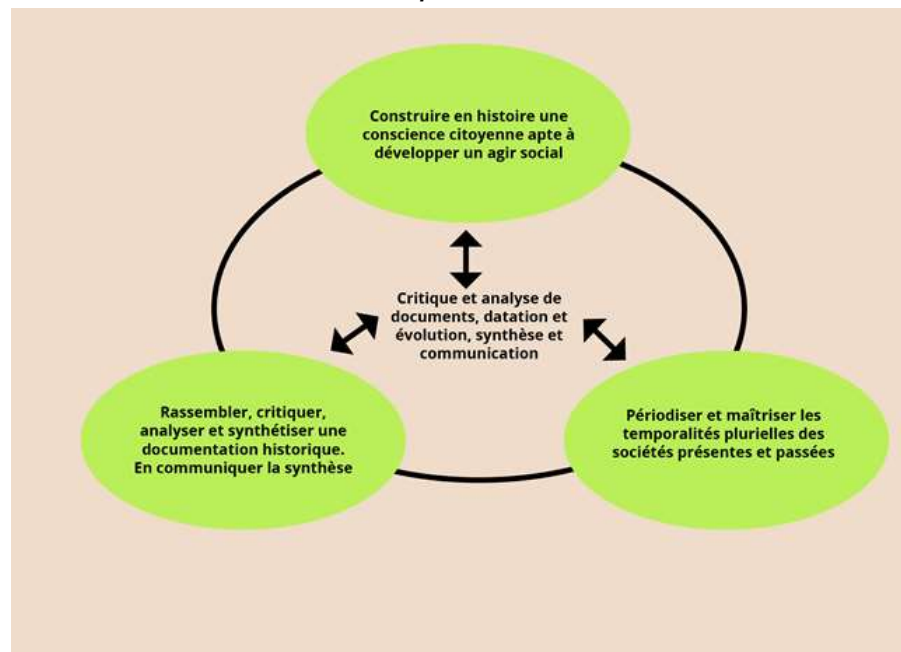 Construire en histoire une
conscience citoyenne apte à
développer un agir social
Critique et analyse de
documents, datation et
évolution, synthèse et
communication
Rassembler, critiquer,
analyser et synthétiser une
documentation historique.
En communiquer la synthèse
Périodiser et maîtriser les
temporalités plurielles des
sociétés présentes et passées